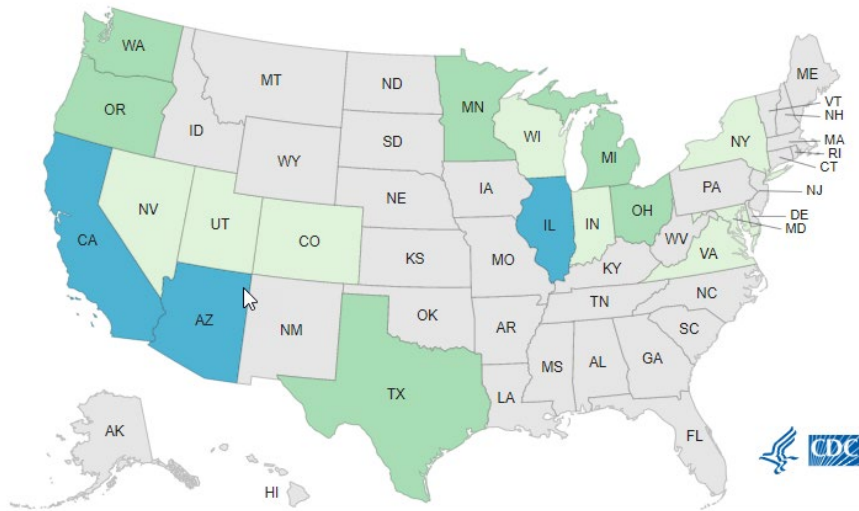 WA
MT
ND
MN
ME
VT
NH
OR
ID
SD
WI
NY
MA
RI
CT
WY
MI
IA
PA
NJ
NE
NV
UT
CO
IL
IN
OH
DE
MD
WV
VA
CA
KS
MO
KY
NC
TN
AZ
NM
OK
AR
SC
MS
AL
GA
TX
LA
AK
FL
HI
CDC